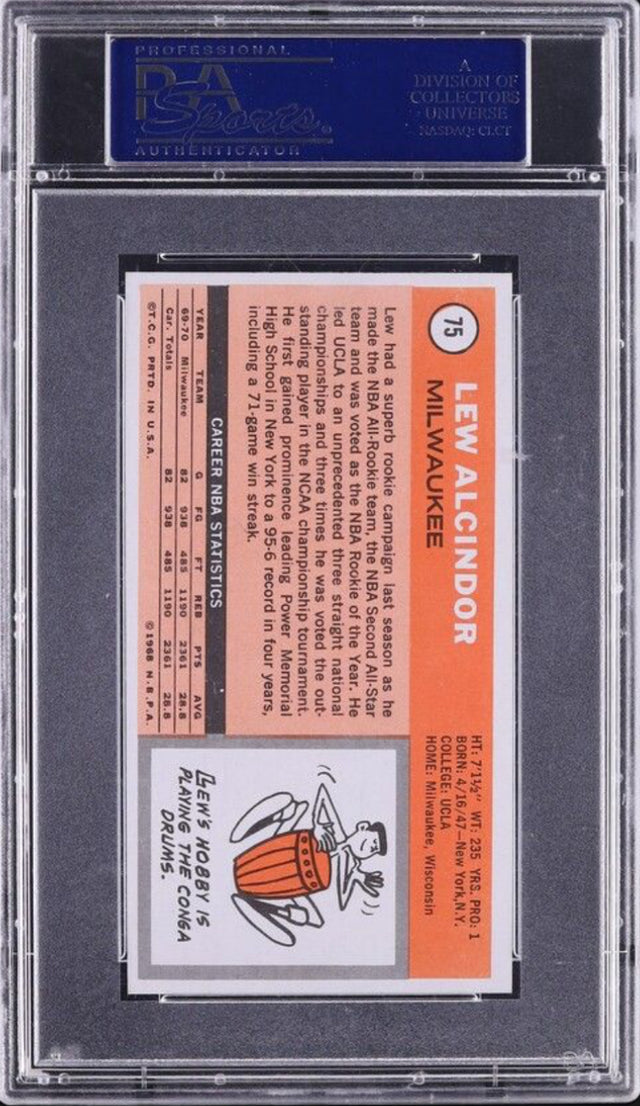 PROFESSIONAL
PSA
Sports.
AUTHENTICATOR
A
DIVISION OF
COLLECTORS
UNIVERSE
NASDAQ: CLCT
75
LEW ALCINDOR
MILWAUKEE
HT: 7'1½" WT: 235 YRS. PRO: 1
BORN: 4/16/47—New York, N.Y.
COLLEGE: UCLA
HOME: Milwaukee, Wisconsin
Lew had a superb rookie campaign last season as he
made the NBA All-Rookie team, the NBA Second All-Star
team and was voted as the NBA Rookie of the Year. He
led UCLA to an unprecedented three straight national
championships and three times he was voted the out-
standing player in the NCAA championship tournament.
He first gained prominence leading Power Memorial
High School in New York to a 95-6 record in four years,
including a 71-game win streak.
CAREER NBA STATISTICS
YEAR TEAM G FG FT REB PTS AVG
69-70 Milwaukee 82 938 485 1190 2361 28.8
Car. Totals 82 938 485 1190 2361 28.8
©T.C.G. PRTD. IN U.S.A. ©1968 N.B.P.A.
LEW'S HOBBY IS
PLAYING THE CONGA
DRUMS.